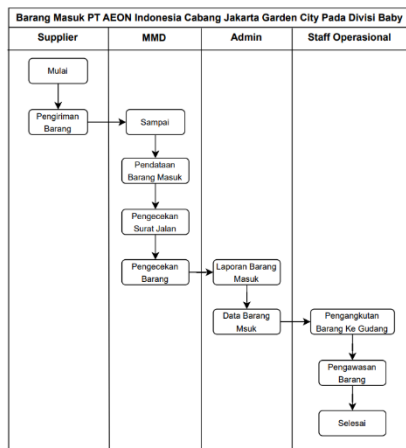 Barang Masuk PT AEON Indonesia Cabang Jakarta Garden City Pada Divisi Baby
Supplier
MMD
Admin
Staff Operasional
Mulai
Pengiriman
Barang
Sampai
Pendataan
Barang Masuk
Pengecekan
Surat Jalan
Pengecekan
Barang
Laporan Barang
Masuk
Data Barang
Msuk
Pengangkutan
Barang Ke Gudang
Pengawasan
Barang
Selesai